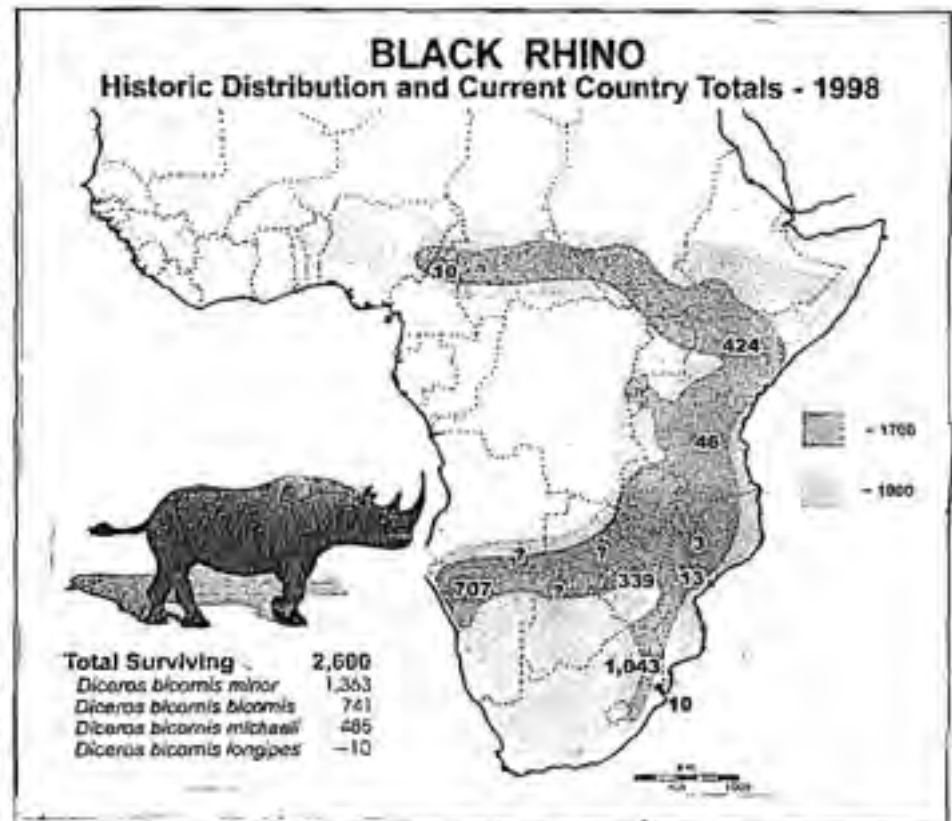 BLACK RHINO
Historic Distribution and Current Country Totals - 1998
10
424
46
- 1700
- 1900
?
?
3
707
?
339
13
1,043
10
Total Surviving 2,600
Diceros bicornis minor 1,363
Diceros bicornis bicornis 741
Diceros bicornis michaeli 485
Diceros bicornis longipes ~10